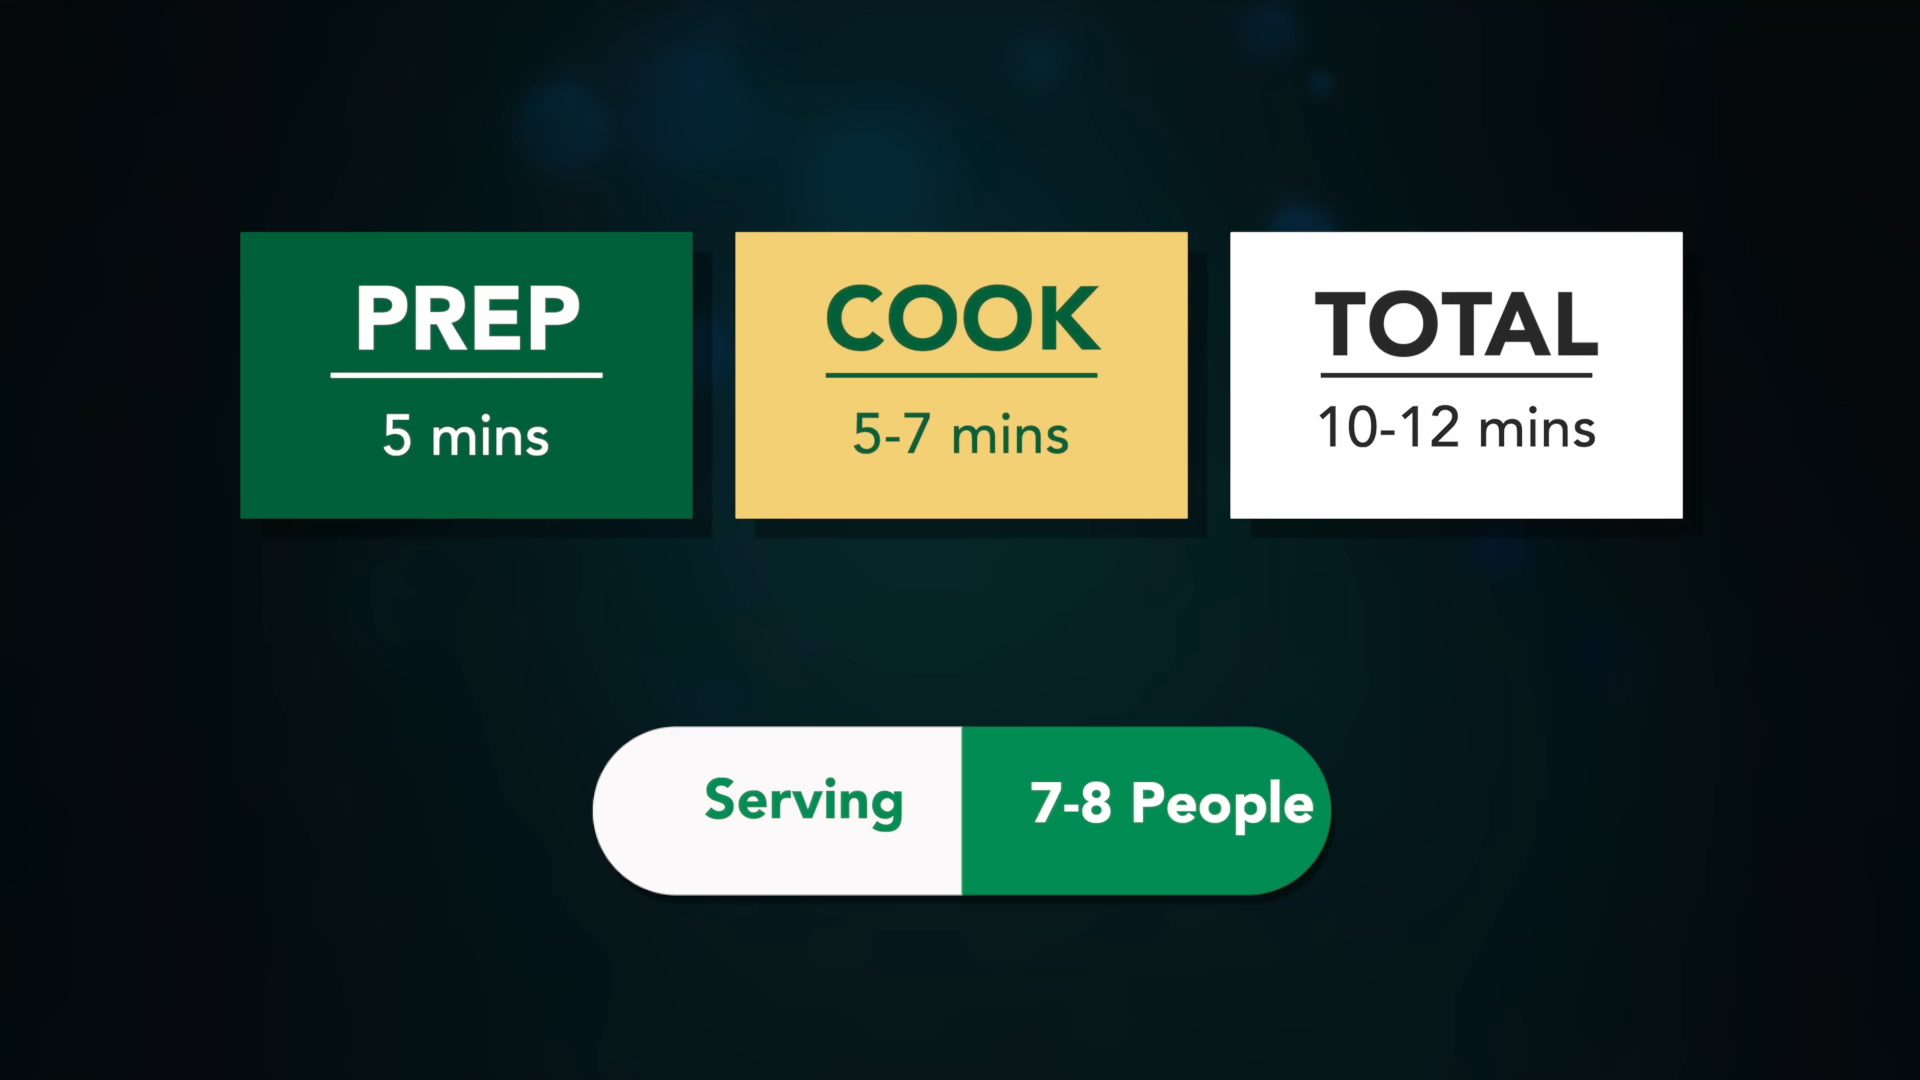 PREP
5 mins
COOK
5-7 mins
TOTAL
10-12 mins
Serving
7-8 People